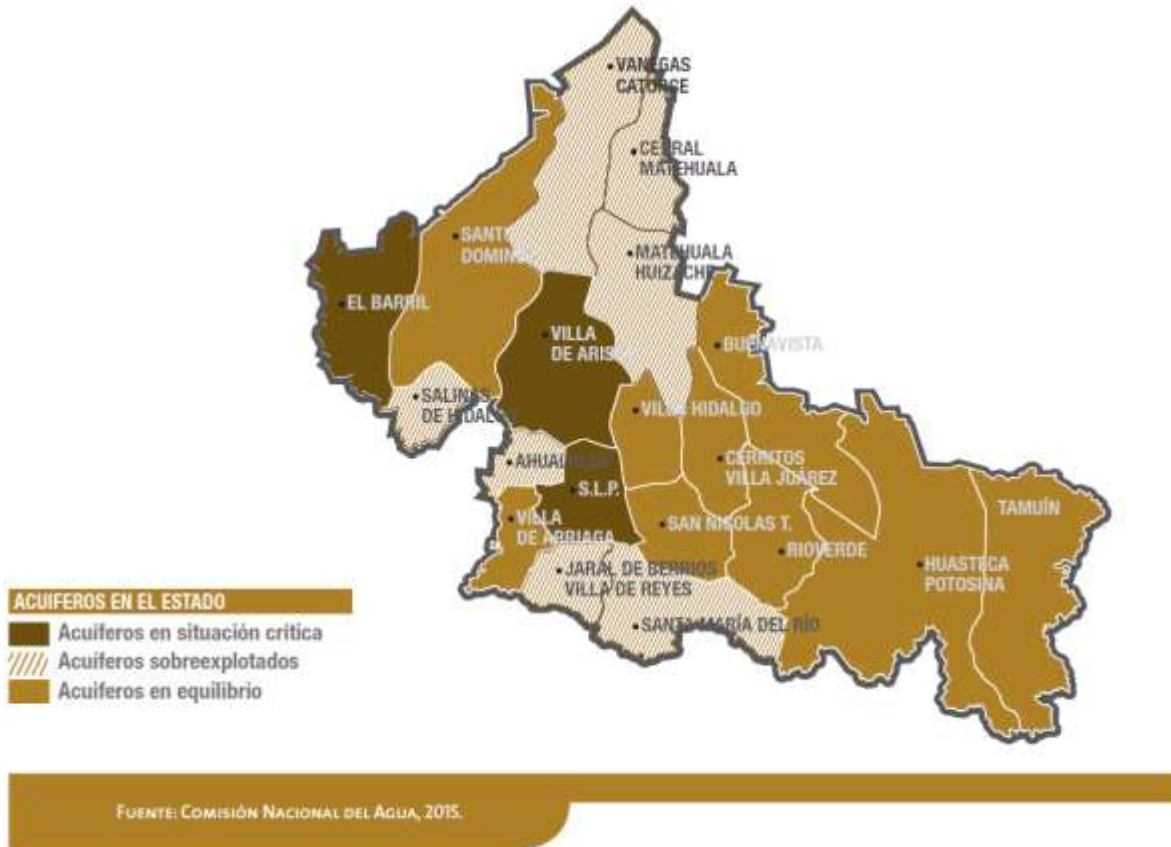 VANEGAS
CATORCE
CEDRAL
MATEHUALA
SANTO
DOMINGO
MATEHUALA
HUIZACHE
EL BARRIL
VILLA
DE ARISTA
BUENAVISTA
SALINAS
DE HIDALGO
VILLA HIDALGO
AHUALULCO
CERRITOS
VILLA JUÁREZ
S.L.P.
TAMUÍN
VILLA
DE ARRIAGA
SAN NICOLAS T.
RIOVERDE
HUASTECA
POTOSINA
JARAL DE BERRIOS
VILLA DE REYES
SANTA MARÍA DEL RÍO
ACUIFEROS EN EL ESTADO
Acuíferos en situación crítica
Acuíferos sobreexplotados
Acuíferos en equilibrio
FUENTE: COMISIÓN NACIONAL DEL AGUA, 2015.